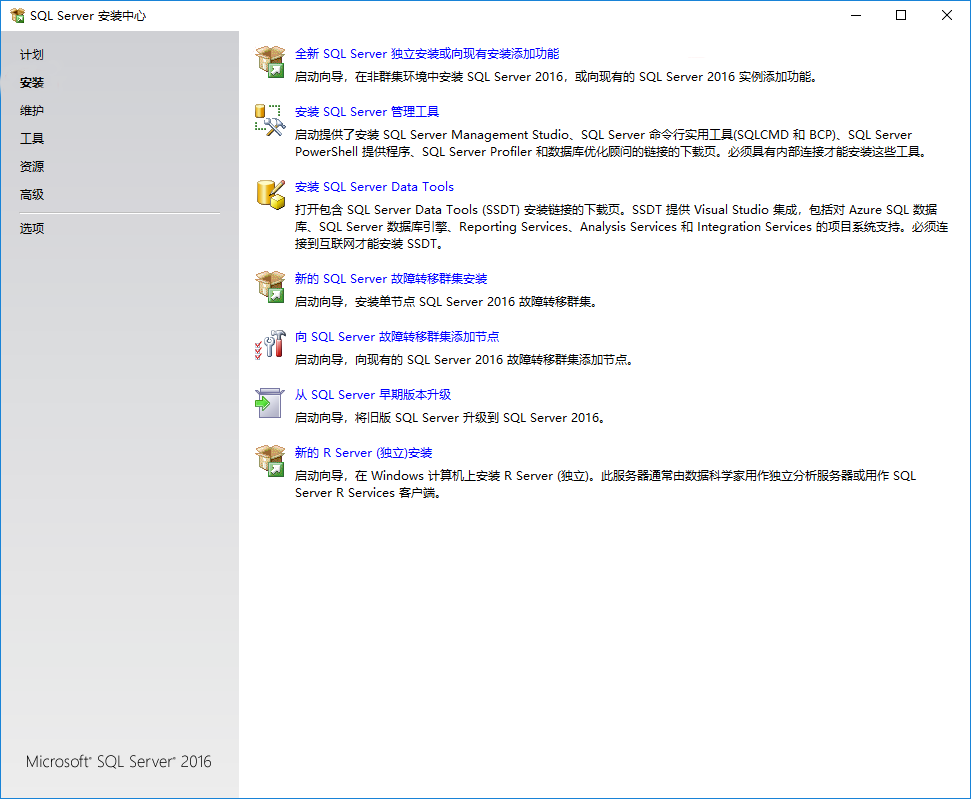 SQL Server 安装中心
计划
安装
维护
工具
资源
高级
选项
全新 SQL Server 独立安装或向现有安装添加功能
启动向导，在非群集环境中安装 SQL Server 2016，或向现有的 SQL Server 2016 实例添加功能。
安装 SQL Server 管理工具
启动提供了安装 SQL Server Management Studio、SQL Server 命令行实用工具(SQLCMD 和 BCP)、SQL Server
PowerShell 提供程序、SQL Server Profiler 和数据库优化顾问的链接的下载页。必须具有内部连接才能安装这些工具。
安装 SQL Server Data Tools
打开包含 SQL Server Data Tools (SSDT) 安装链接的下载页。SSDT 提供 Visual Studio 集成，包括对 Azure SQL 数据
库、SQL Server 数据库引擎、Reporting Services、Analysis Services 和 Integration Services 的项目系统支持。必须连
接到互联网才能安装 SSDT。
新的 SQL Server 故障转移群集安装
启动向导，安装单节点 SQL Server 2016 故障转移群集。
向 SQL Server 故障转移群集添加节点
启动向导，向现有的 SQL Server 2016 故障转移群集添加节点。
从 SQL Server 早期版本升级
启动向导，将旧版 SQL Server 升级到 SQL Server 2016。
新的 R Server (独立)安装
启动向导，在 Windows 计算机上安装 R Server (独立)。此服务器通常由数据科学家用作独立分析服务器或用作 SQL
Server R Services 客户端。
Microsoft® SQL Server® 2016